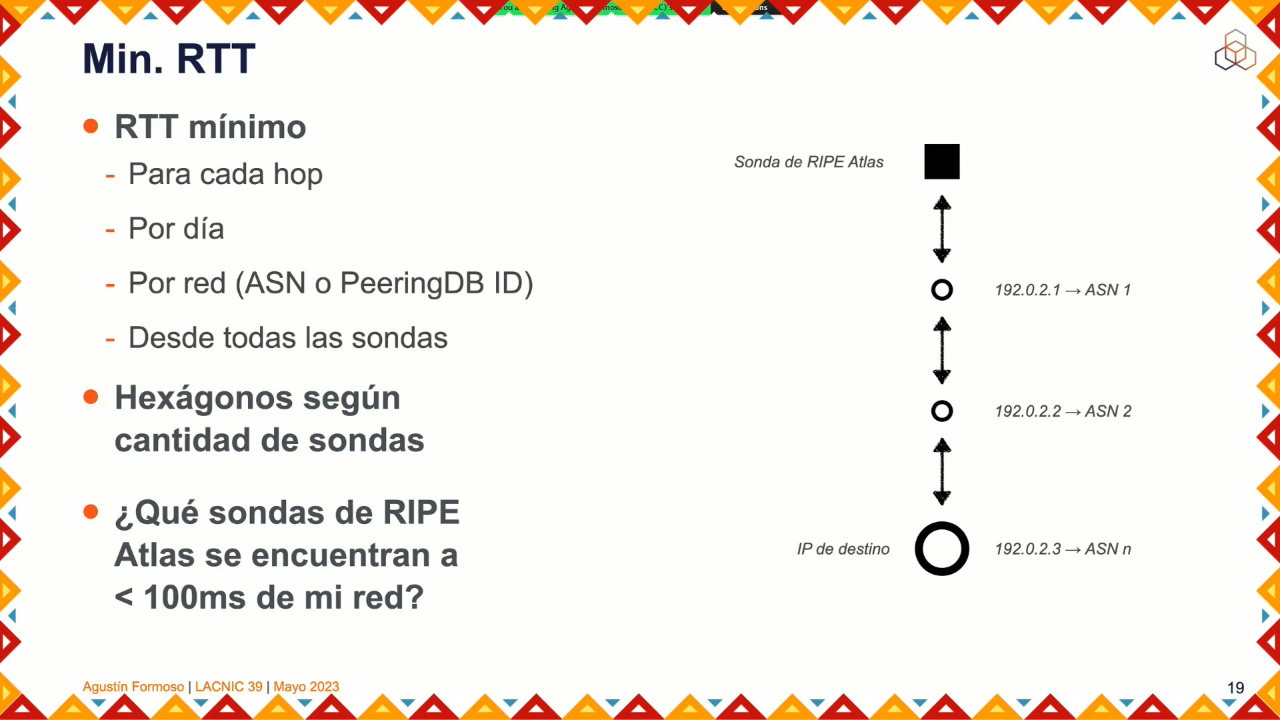 Min. RTT
RTT mínimo
- Para cada hop
- Por día
- Por red (ASN o PeeringDB ID)
- Desde todas las sondas
Hexágonos según
cantidad de sondas
¿Qué sondas de RIPE
Atlas se encuentran a
< 100ms de mi red?
Sonda de RIPE Atlas
192.0.2.1 → ASN 1
192.0.2.2 → ASN 2
IP de destino
192.0.2.3 → ASN n
Agustín Formoso | LACNIC 39 | Mayo 2023
19